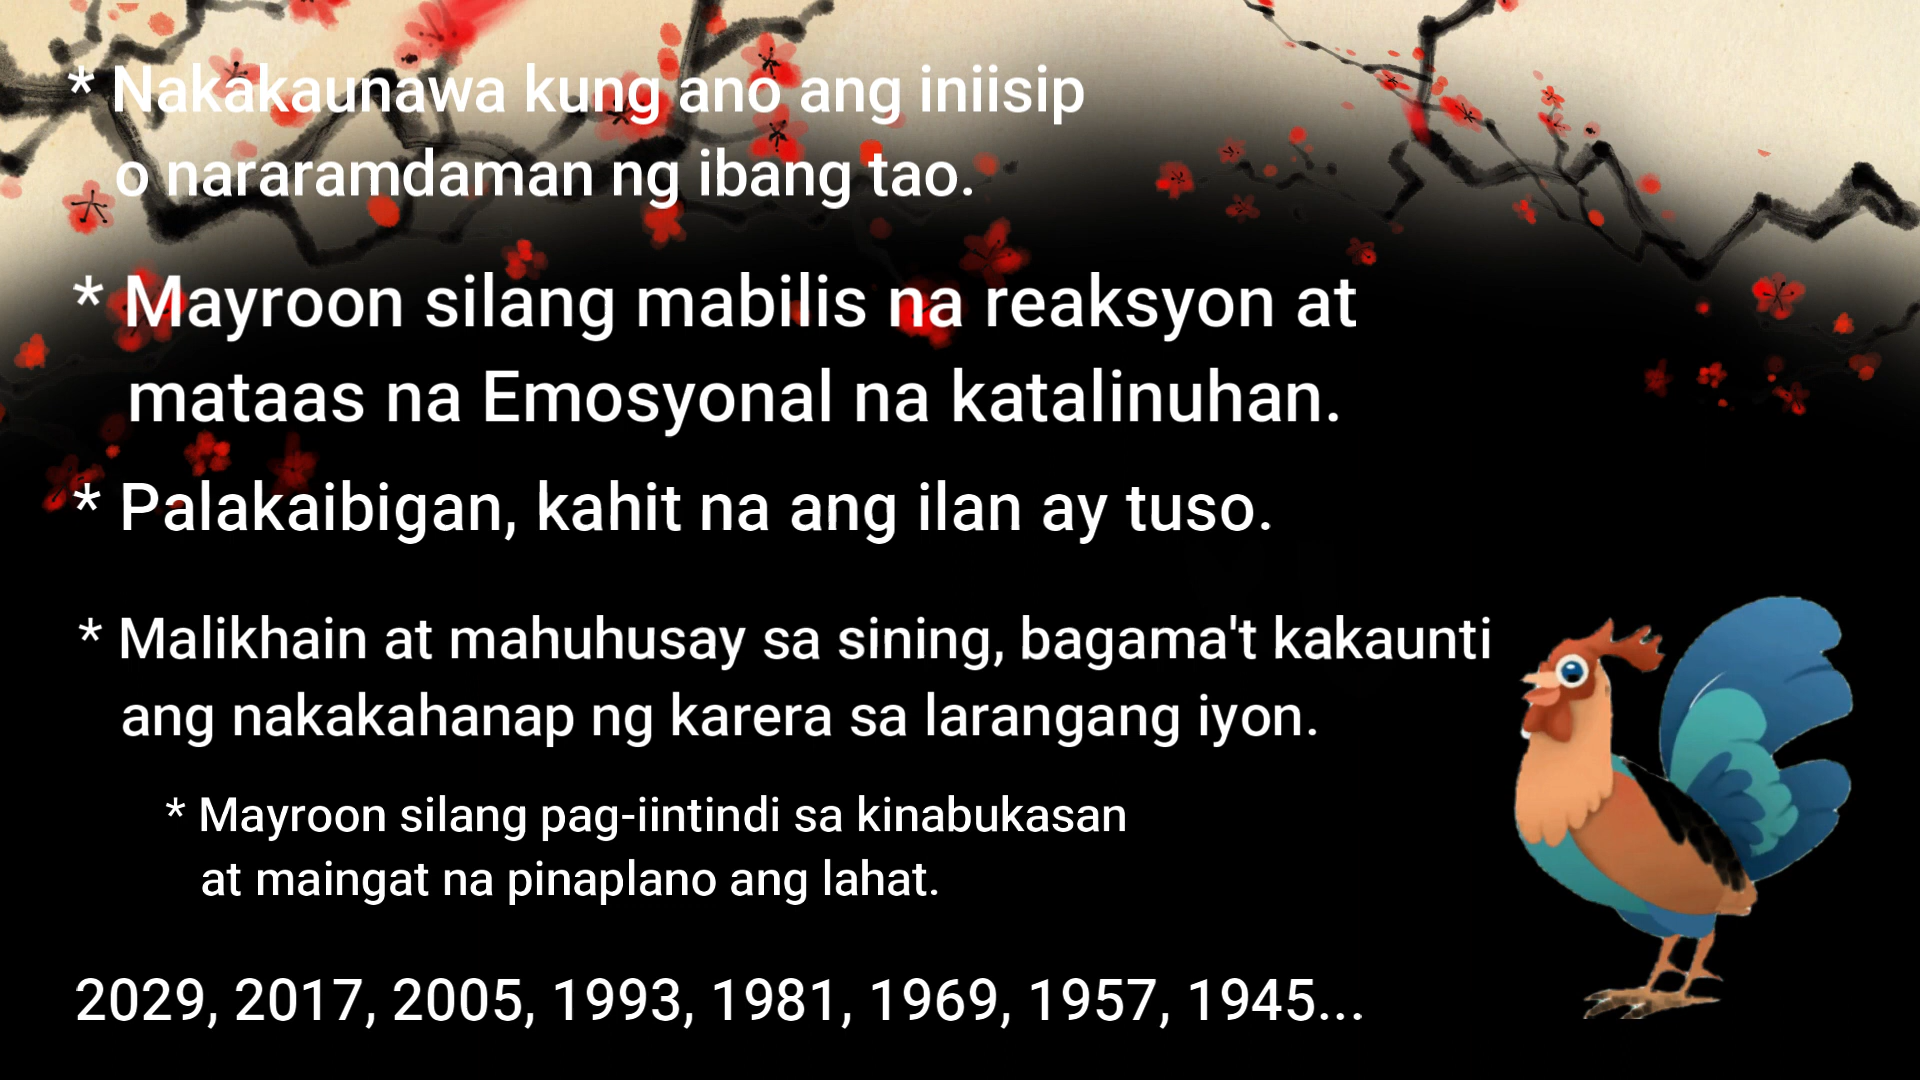 * Nakakaunawa kung ano ang iniisip
o nararamdaman ng ibang tao.
* Mayroon silang mabilis na reaksyon at
mataas na Emosyonal na katalinuhan.
* Palakaibigan, kahit na ang ilan ay tuso.
* Malikhain at mahuhusay sa sining, bagama't kakaunti
ang nakakahanap ng karera sa larangang iyon.
* Mayroon silang pag-iintindi sa kinabukasan
at maingat na pinaplano ang lahat.
2029, 2017, 2005, 1993, 1981, 1969, 1957, 1945...